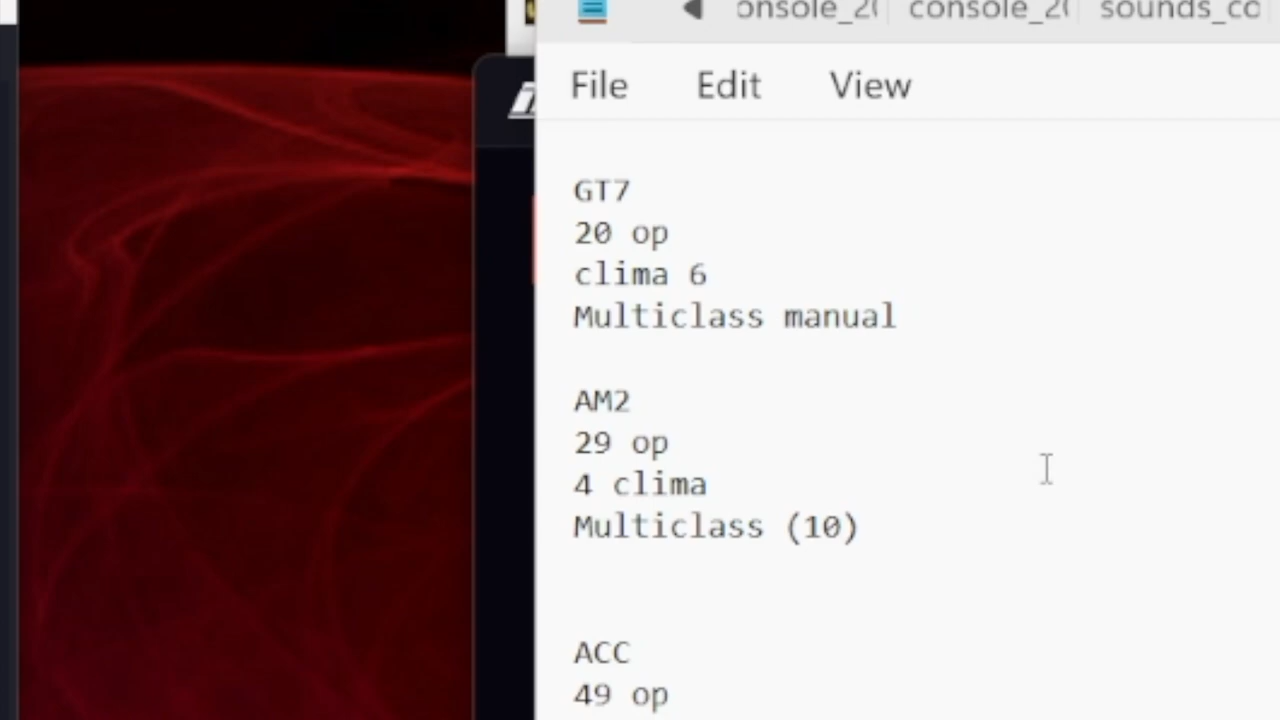 File Edit View
GT7
20 op
clima 6
Multiclass manual
AM2
29 op
4 clima
Multiclass (10)
ACC
49 op